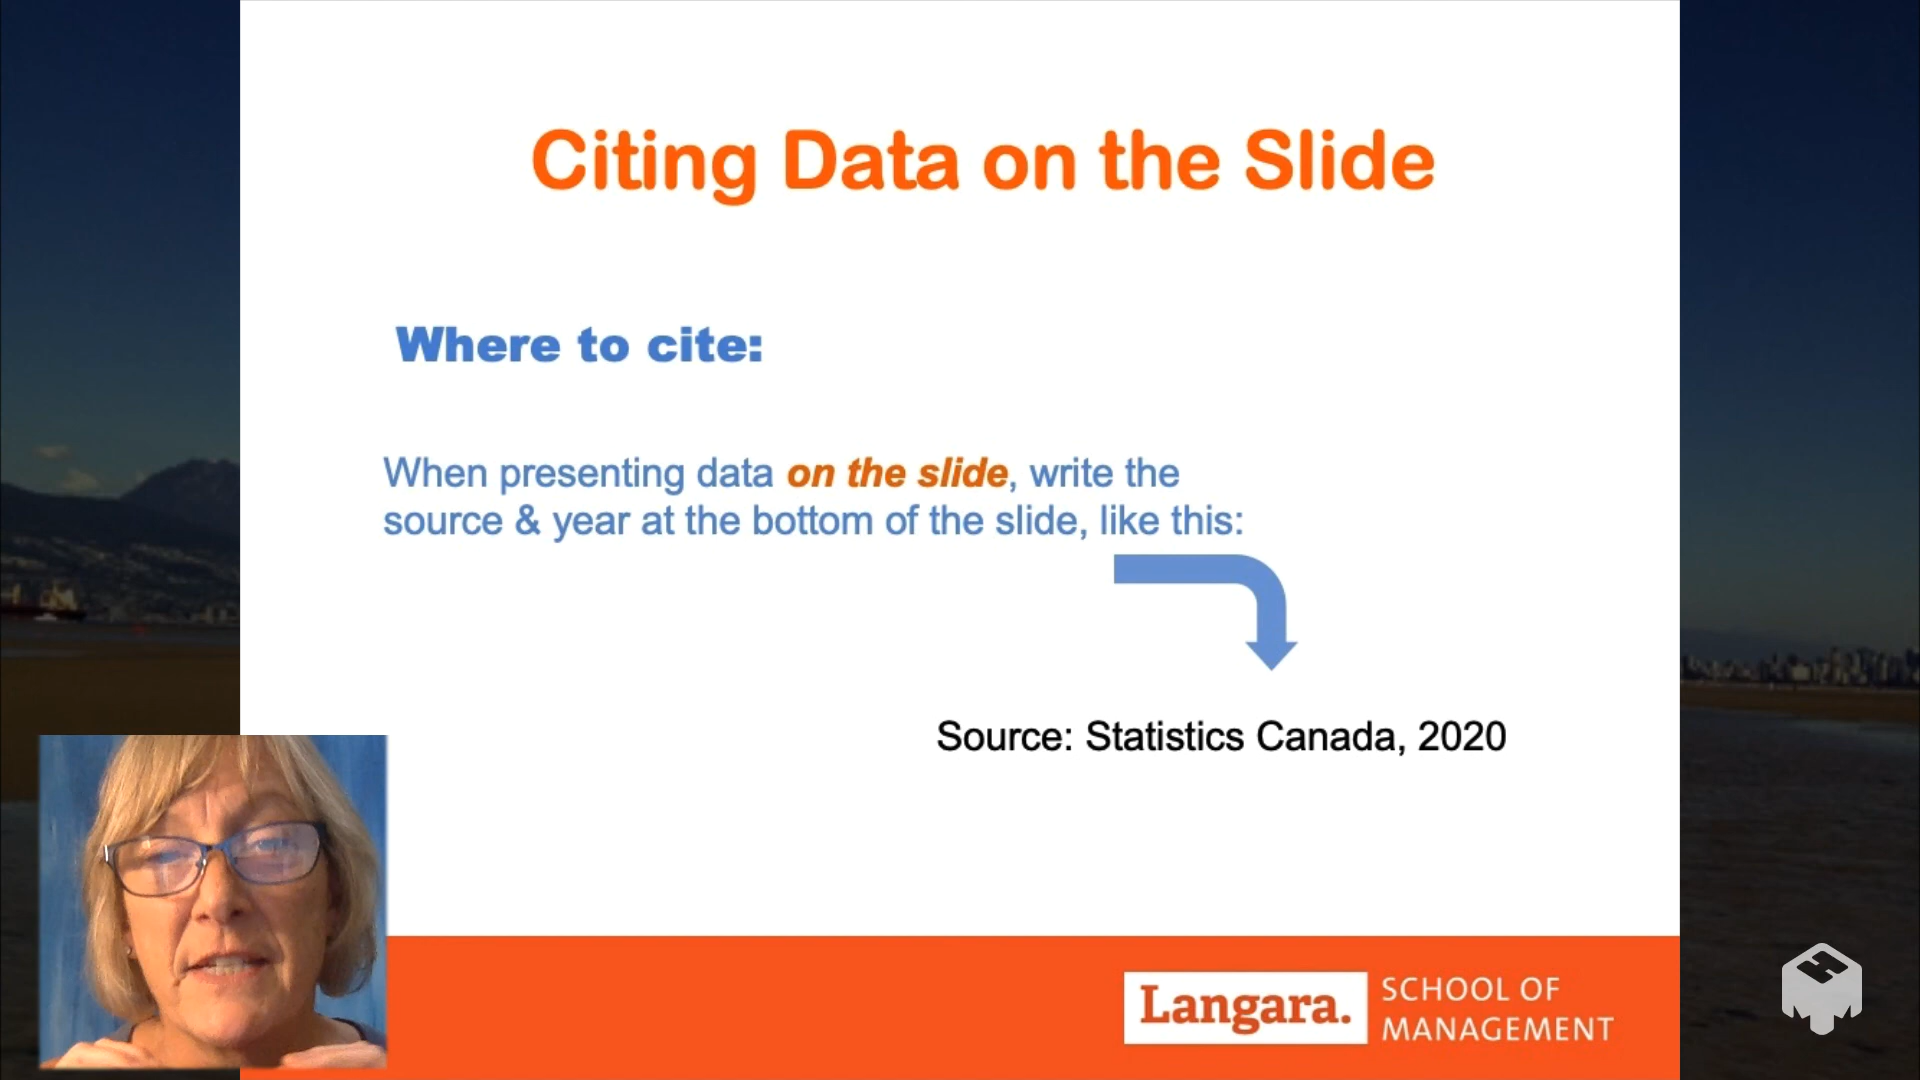 Citing Data on the Slide
Where to cite:
When presenting data on the slide, write the
source & year at the bottom of the slide, like this:
Source: Statistics Canada, 2020
Langara.
SCHOOL OF
MANAGEMENT